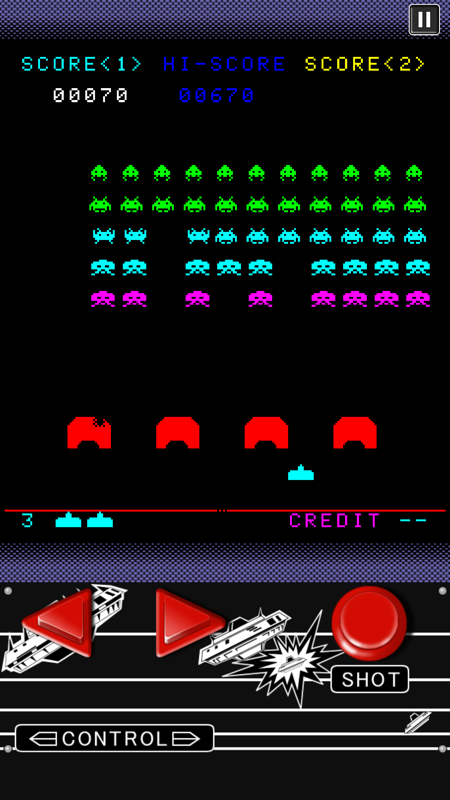 SCORE<1> HI-SCORE SCORE<2>
00070 00670
3 CREDIT --
SHOT
CONTROL